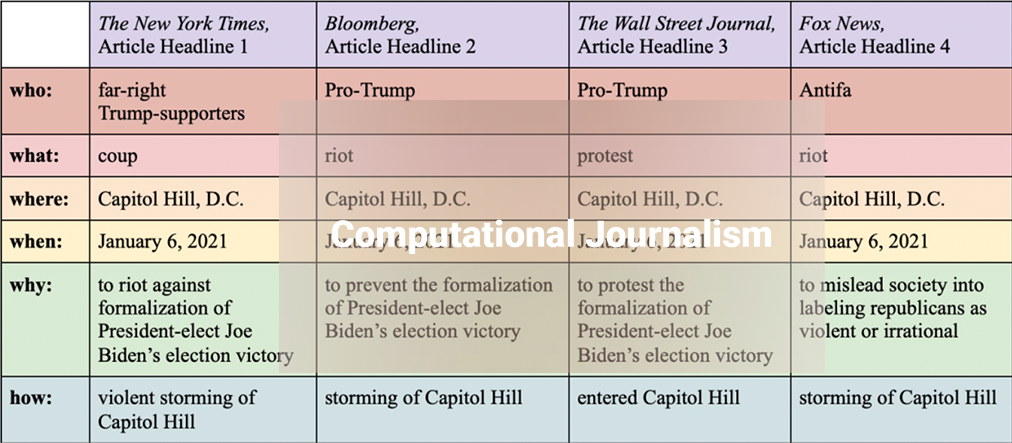 The New York Times,
Article Headline 1
Bloomberg,
Article Headline 2
The Wall Street Journal,
Article Headline 3
Fox News,
Article Headline 4
who:
far-right
Trump-supporters
Pro-Trump
Pro-Trump
Antifa
what:
coup
riot
protest
riot
where:
Capitol Hill, D.C.
Capitol Hill, D.C.
Capitol Hill, D.C.
Capitol Hill, D.C.
when:
January 6, 2021
January 6, 2021
January 6, 2021
January 6, 2021
Computational Journalism
why:
to riot against
formalization of
President-elect Joe
Biden’s election victory
to prevent the formalization
of President-elect Joe
Biden’s election victory
to protest the
formalization of
President-elect Joe
Biden’s election victory
to mislead society into
labeling republicans as
violent or irrational
how:
violent storming of
Capitol Hill
storming of Capitol Hill
entered Capitol Hill
storming of Capitol Hill